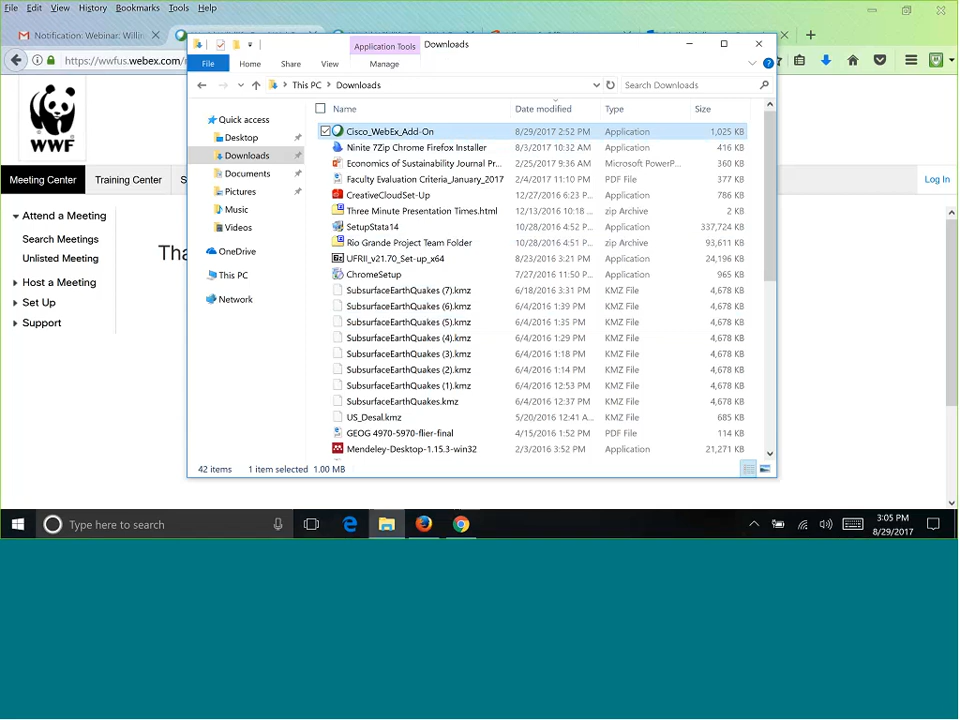 File Edit View History Bookmarks Tools Help
Notification: Webinar: Willin
https://wwfus.webex.com/
WWF
Meeting Center Training Center S Log In
Attend a Meeting
Search Meetings
Unlisted Meeting
Host a Meeting
Set Up
Support
Tha
Application Tools Downloads
File Home Share View Manage
This PC Downloads Search Downloads
Quick access
Desktop
Downloads
Documents
Pictures
Music
Videos
OneDrive
This PC
Network
Name Date modified Type Size
Cisco_WebEx_Add-On 8/29/2017 2:52 PM Application 1,025 KB
Ninite 7Zip Chrome Firefox Installer 8/3/2017 10:32 AM Application 416 KB
Economics of Sustainability Journal Pr... 2/25/2017 9:36 AM Microsoft PowerP... 360 KB
Faculty Evaluation Criteria_January_2017 2/4/2017 11:10 PM PDF File 377 KB
CreativeCloudSet-Up 12/27/2016 6:23 P... Application 786 KB
Three Minute Presentation Times.html 12/13/2016 10:18 ... zip Archive 2 KB
SetupStata14 10/28/2016 4:52 P... Application 337,724 KB
Rio Grande Project Team Folder 10/28/2016 4:51 P... zip Archive 93,611 KB
UFRII_v21.70_Set-up_x64 8/23/2016 3:21 PM Application 24,196 KB
ChromeSetup 7/27/2016 11:50 P... Application 965 KB
SubsurfaceEarthQuakes (7).kmz 6/18/2016 3:31 PM KMZ File 4,678 KB
SubsurfaceEarthQuakes (6).kmz 6/4/2016 1:39 PM KMZ File 4,678 KB
SubsurfaceEarthQuakes (5).kmz 6/4/2016 1:35 PM KMZ File 4,678 KB
SubsurfaceEarthQuakes (4).kmz 6/4/2016 1:29 PM KMZ File 4,678 KB
SubsurfaceEarthQuakes (3).kmz 6/4/2016 1:18 PM KMZ File 4,678 KB
SubsurfaceEarthQuakes (2).kmz 6/4/2016 1:14 PM KMZ File 4,678 KB
SubsurfaceEarthQuakes (1).kmz 6/4/2016 12:53 PM KMZ File 4,678 KB
SubsurfaceEarthQuakes.kmz 6/4/2016 12:37 PM KMZ File 4,678 KB
US_Desal.kmz 5/20/2016 12:41 A... KMZ File 685 KB
GEOG 4970-5970-flier-final 4/15/2016 1:52 PM PDF File 114 KB
Mendeley-Desktop-1.15.3-win32 2/3/2016 3:52 PM Application 21,271 KB
42 items 1 item selected 1.00 MB
Type here to search
3:05 PM
8/29/2017